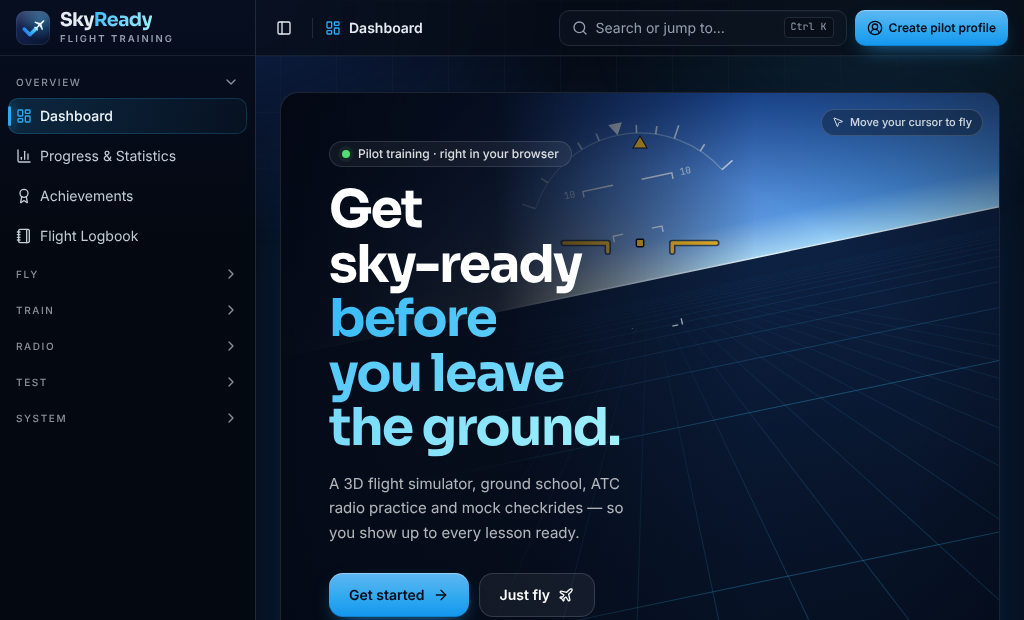 SkyReady
FLIGHT TRAINING
Dashboard
Search or jump to...
Ctrl K
Create pilot profile
OVERVIEW
Dashboard
Progress & Statistics
Achievements
Flight Logbook
FLY
TRAIN
RADIO
TEST
SYSTEM
Move your cursor to fly
Pilot training · right in your browser
10
10
Get
sky-ready
before
you leave
the ground.
A 3D flight simulator, ground school, ATC
radio practice and mock checkrides — so
you show up to every lesson ready.
Get started
Just fly